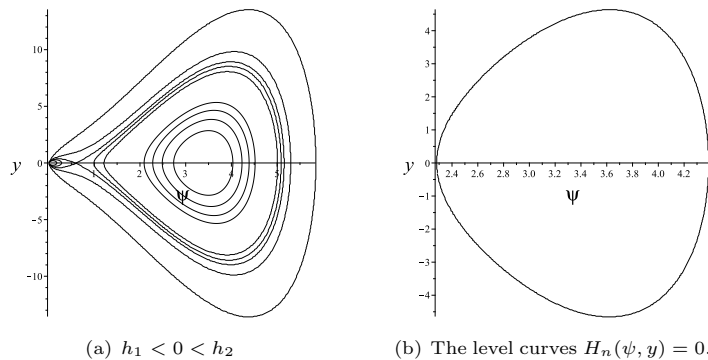 10
5
y 0 1 2 3 4 5
ψ
−5
−10
4
3
2
1
y 0 2.4 2.6 2.8 3.0 3.2 3.4 3.6 3.8 4.0 4.2
ψ
−1
−2
−3
−4
(a) h₁ < 0 < h₂
(b) The level curves Hₙ(ψ, y) = 0.